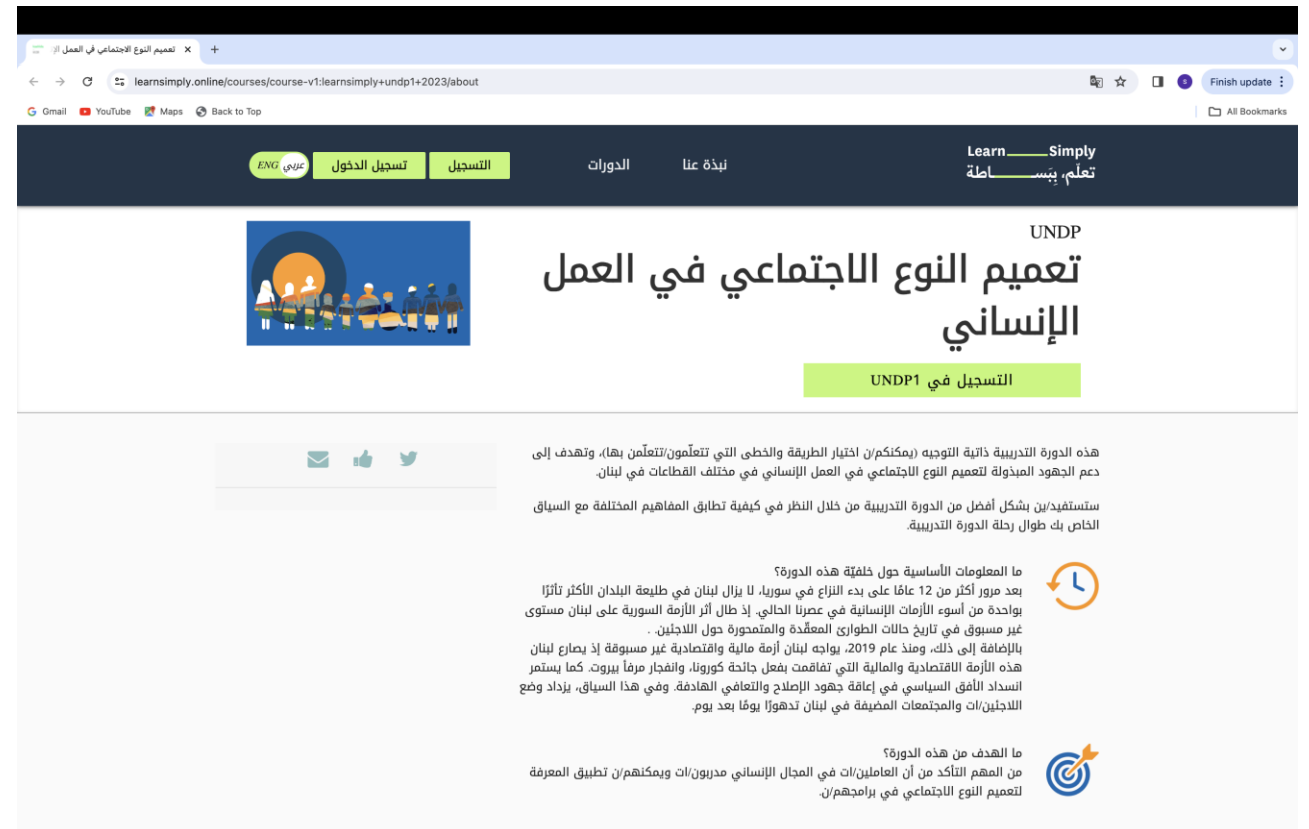 تعميم النوع الاجتماعي في العمل الإ
learnsimply.online/courses/course-v1:learnsimply+undp1+2023/about
S
Finish update
Gmail
YouTube
Maps
Back to Top
All Bookmarks
Learn Simply
تعلّم، بِبَســـــاطة
نبذة عنا
الدورات
التسجيل
تسجيل الدخول
عربي ENG
UNDP
تعميم النوع الاجتماعي في العمل
الإنساني
التسجيل في UNDP1
هذه الدورة التدريبية ذاتية التوجيه (يمكنكم/ن اختيار الطريقة والخطى التي تتعلّمون/تتعلّمن بها)، وتهدف إلى
دعم الجهود المبذولة لتعميم النوع الاجتماعي في العمل الإنساني في مختلف القطاعات في لبنان.
ستستفيد/ين بشكل أفضل من الدورة التدريبية من خلال النظر في كيفية تطابق المفاهيم المختلفة مع السياق
الخاص بك طوال رحلة الدورة التدريبية.
ما المعلومات الأساسية حول خلفيّة هذه الدورة؟
بعد مرور أكثر من 12 عامًا على بدء النزاع في سوريا، لا يزال لبنان في طليعة البلدان الأكثر تأثرًا
بواحدة من أسوء الأزمات الإنسانية في عصرنا الحالي. إذ طال أثر الأزمة السورية على لبنان مستوى
غير مسبوق في تاريخ حالات الطوارئ المعقّدة والمتمحورة حول اللاجئين. .
بالإضافة إلى ذلك، ومنذ عام 2019، يواجه لبنان أزمة مالية واقتصادية غير مسبوقة إذ يصارع لبنان
هذه الأزمة الاقتصادية والمالية التي تفاقمت بفعل جائحة كورونا، وانفجار مرفأ بيروت. كما يستمر
انسداد الأفق السياسي في إعاقة جهود الإصلاح والتعافي الهادفة. وفي هذا السياق، يزداد وضع
اللاجئين/ات والمجتمعات المضيفة في لبنان تدهورًا يومًا بعد يوم.
ما الهدف من هذه الدورة؟
من المهم التأكد من أن العاملين/ات في المجال الإنساني مدربون/ات ويمكنهم/ن تطبيق المعرفة
لتعميم النوع الاجتماعي في برامجهم/ن.